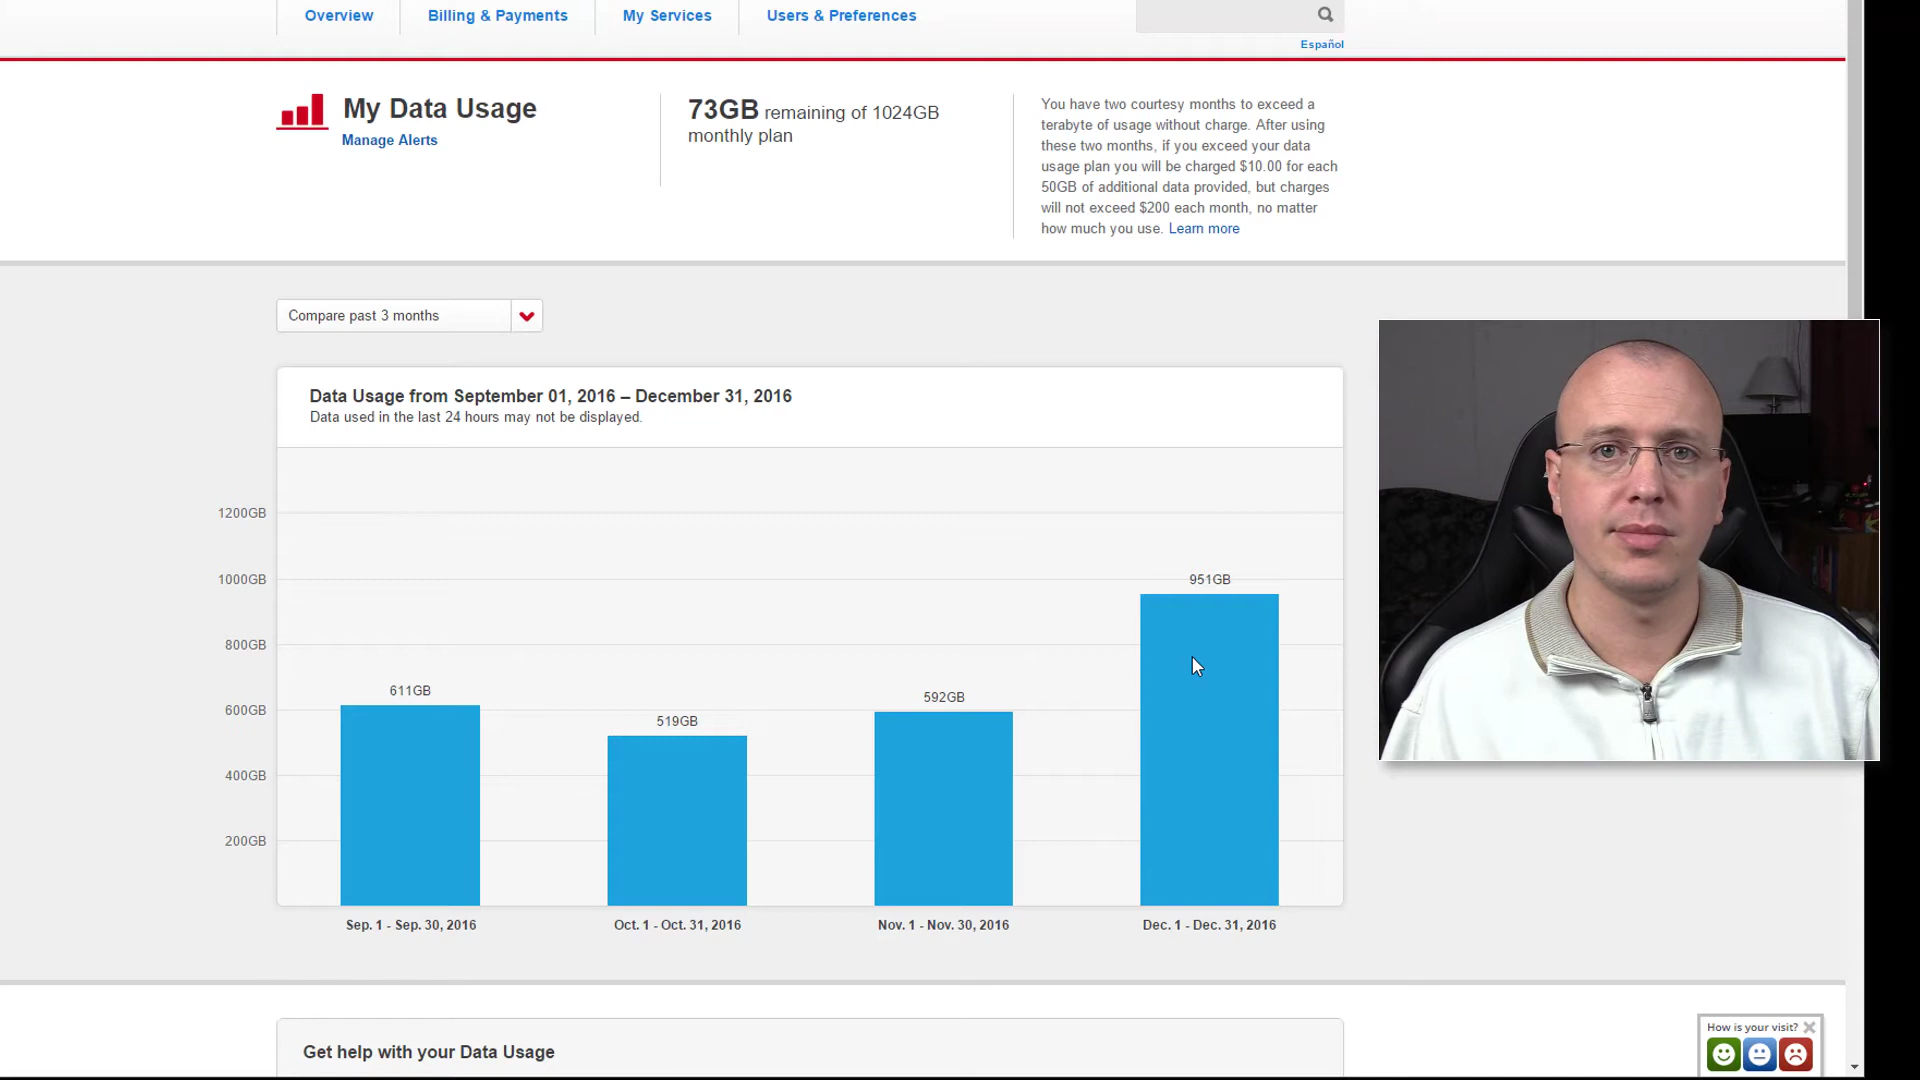 Overview
Billing & Payments
My Services
Users & Preferences
Español
My Data Usage
Manage Alerts
73GB remaining of 1024GB
monthly plan
You have two courtesy months to exceed a
terabyte of usage without charge. After using
these two months, if you exceed your data
usage plan you will be charged $10.00 for each
50GB of additional data provided, but charges
will not exceed $200 each month, no matter
how much you use. Learn more
Compare past 3 months
Data Usage from September 01, 2016 – December 31, 2016
Data used in the last 24 hours may not be displayed.
1200GB
1000GB
800GB
600GB
400GB
200GB
611GB
519GB
592GB
951GB
Sep. 1 - Sep. 30, 2016
Oct. 1 - Oct. 31, 2016
Nov. 1 - Nov. 30, 2016
Dec. 1 - Dec. 31, 2016
Get help with your Data Usage
How is your visit?